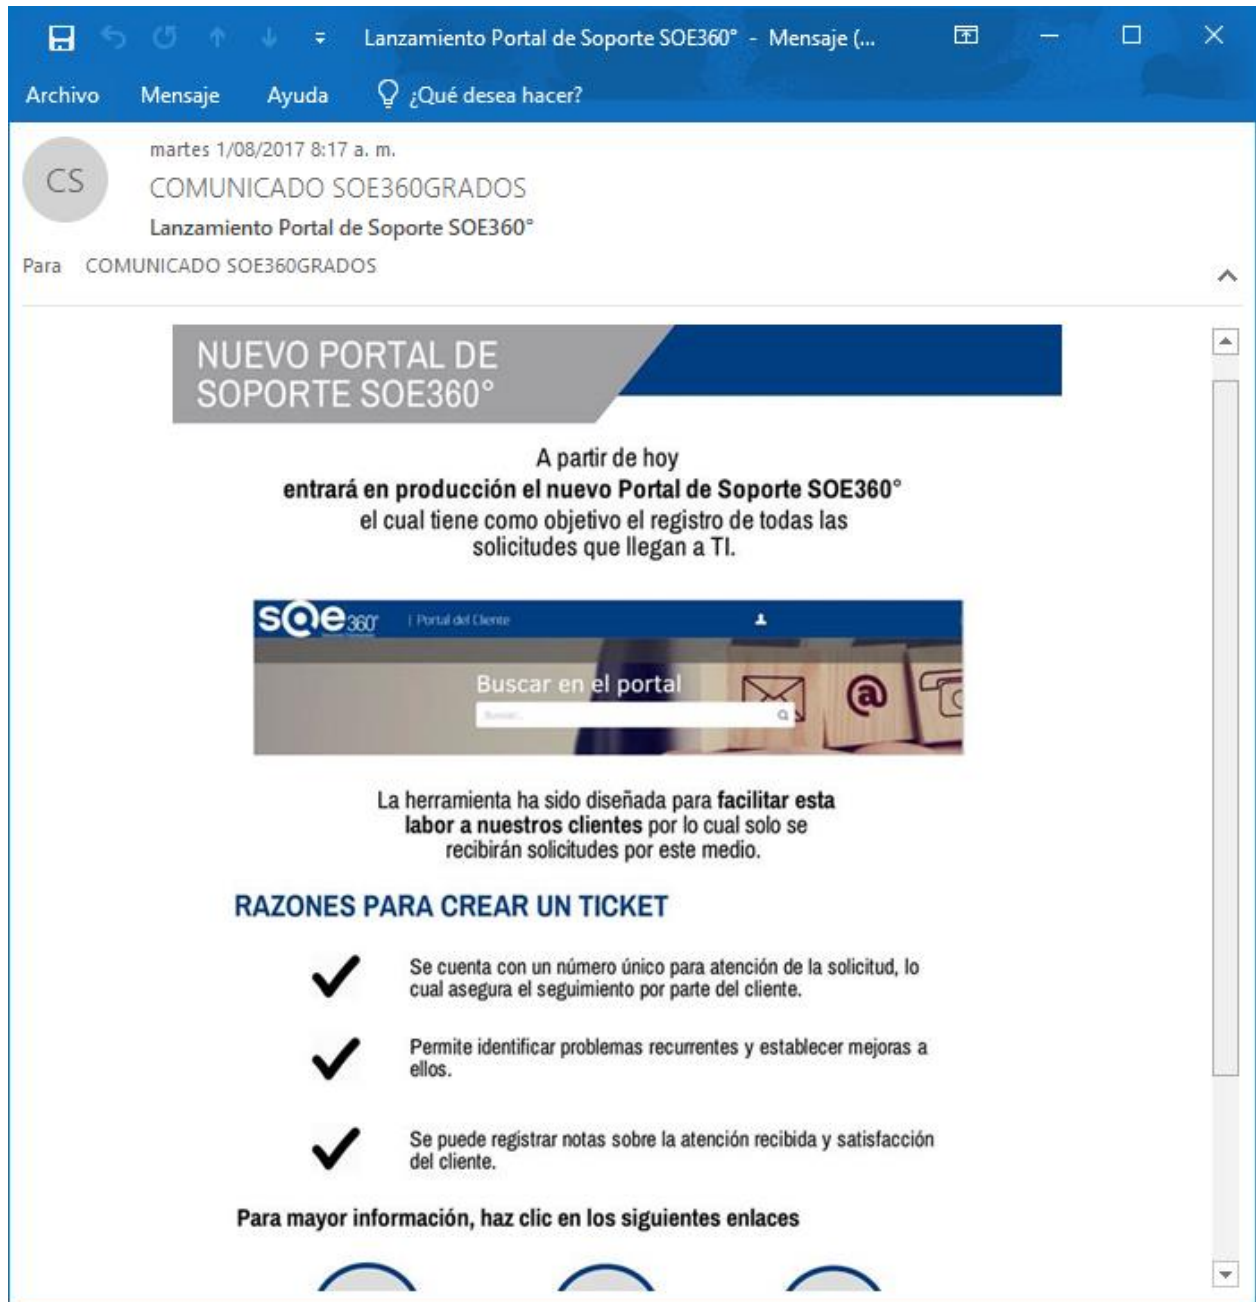 Lanzamiento Portal de Soporte SOE360° - Mensaje (...
Archivo Mensaje Ayuda ¿Qué desea hacer?
martes 1/08/2017 8:17 a. m.
CS
COMUNICADO SOE360GRADOS
Lanzamiento Portal de Soporte SOE360°
Para COMUNICADO SOE360GRADOS
NUEVO PORTAL DE
SOPORTE SOE360°
A partir de hoy
entrará en producción el nuevo Portal de Soporte SOE360°
el cual tiene como objetivo el registro de todas las
solicitudes que llegan a TI.
s@e360° | Portal del Cliente
Buscar en el portal
Buscar...
@
La herramienta ha sido diseñada para facilitar esta
labor a nuestros clientes por lo cual solo se
recibirán solicitudes por este medio.
RAZONES PARA CREAR UN TICKET
Se cuenta con un número único para atención de la solicitud, lo
cual asegura el seguimiento por parte del cliente.
Permite identificar problemas recurrentes y establecer mejoras a
ellos.
Se puede registrar notas sobre la atención recibida y satisfacción
del cliente.
Para mayor información, haz clic en los siguientes enlaces